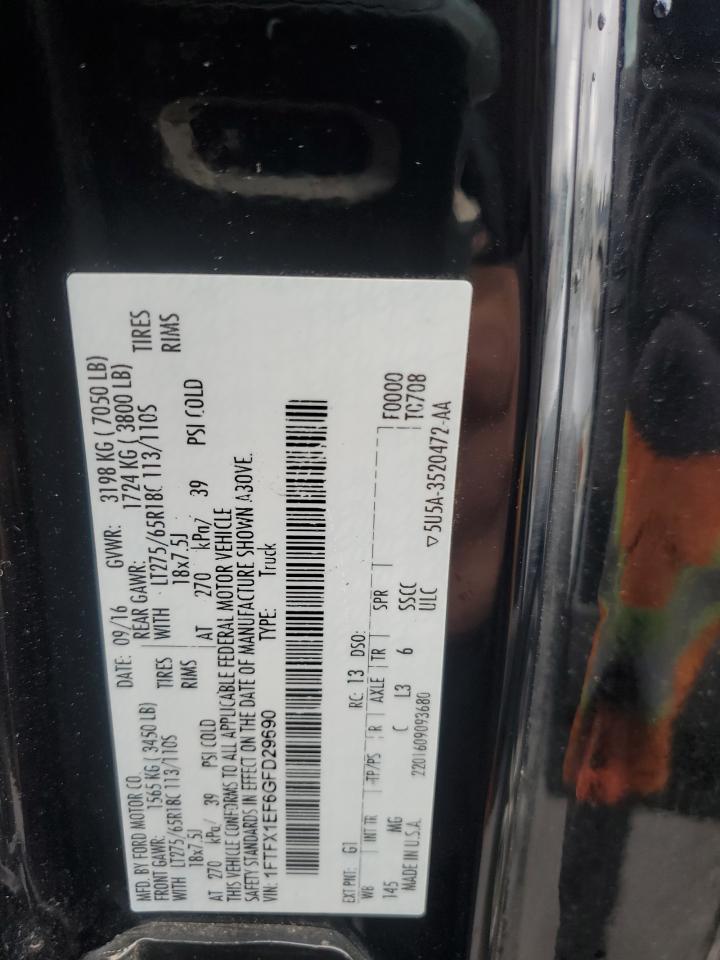 MFD. BY FORD MOTOR CO.
DATE: 09/16 GVWR: 3198 KG ( 7050 LB)
FRONT GAWR: 1565 KG ( 3450 LB) REAR GAWR: 1724 KG ( 3800 LB)
WITH LT275/65R18C 113/110S TIRES WITH LT275/65R18C 113/110S TIRES
18x7.5J RIMS 18x7.5J RIMS
AT 270 kPa/ 39 PSI COLD AT 270 kPa/ 39 PSI COLD
THIS VEHICLE CONFORMS TO ALL APPLICABLE FEDERAL MOTOR VEHICLE
SAFETY STANDARDS IN EFFECT ON THE DATE OF MANUFACTURE SHOWN ABOVE.
VIN: 1FTFX1EF6GFD29690 TYPE: Truck
EXT PNT: G1 RC: 13 DSO: F0000
WB INT TR TP/PS R AXLE TR SPR TC708
145 MG C L3 6 SSCC
MADE IN U.S.A. ULC
2201609093680
▽5U5A-3520472-AA